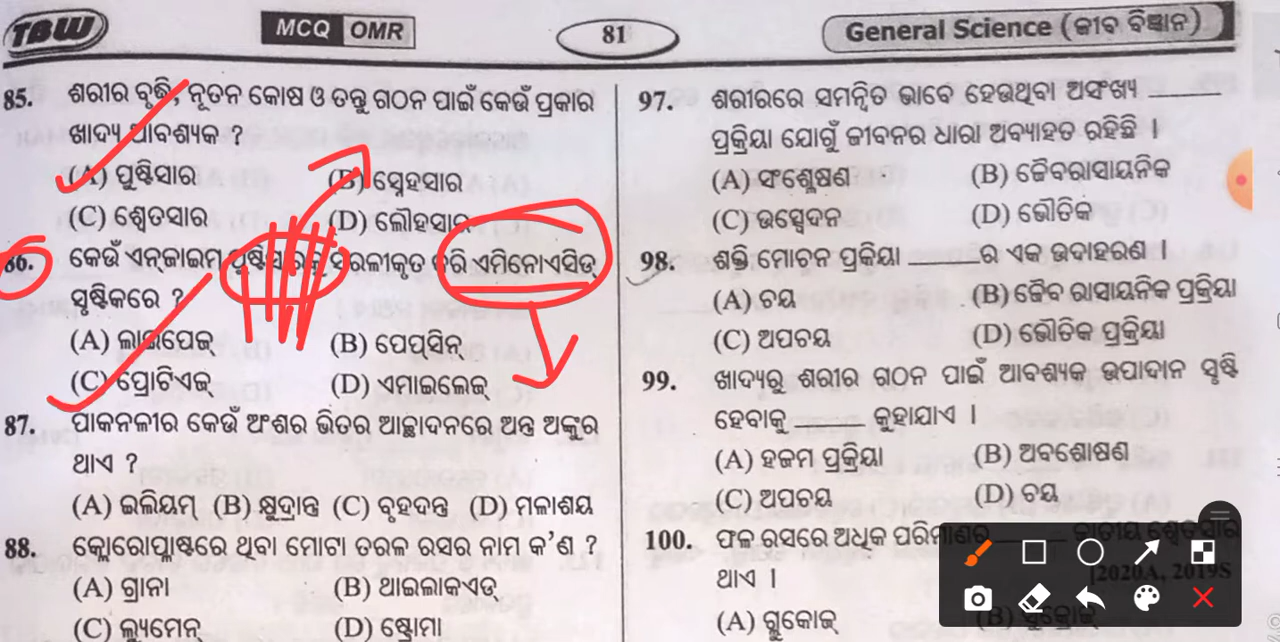 TBW
MCQ OMR
81
General Science (ଜୀବ ବିଜ୍ଞାନ)
85. ଶରୀର ବୃଦ୍ଧି, ନୂତନ କୋଷ ଓ ତନ୍ତୁ ଗଠନ ପାଇଁ କେଉଁ ପ୍ରକାର
ଖାଦ୍ୟ ଆବଶ୍ୟକ ?
(A) ପୁଷ୍ଟିସାର (B) ସ୍ନେହସାର
(C) ଶ୍ୱେତସାର (D) ଲୌହସାର
86. କେଉଁ ଏନ୍‌ଜାଇମ୍ ପୁଷ୍ଟିସାରକୁ ସରଳୀକୃତ କରି ଏମିନୋଏସିଡ୍
ସୃଷ୍ଟିକରେ ?
(A) ଲାଇପେଜ୍ (B) ପେପ୍‌ସିନ୍
(C) ପ୍ରୋଟିଏଜ୍ (D) ଏମାଇଲେଜ୍
87. ପାକନଳୀର କେଉଁ ଅଂଶର ଭିତର ଆଚ୍ଛାଦନରେ ଅନ୍ତ୍ର ଅଙ୍କୁର
ଥାଏ ?
(A) ଇଲିୟମ୍ (B) କ୍ଷୁଦ୍ରାନ୍ତ୍ର (C) ବୃହଦନ୍ତ୍ର (D) ମଳାଶୟ
88. କ୍ଲୋରୋପ୍ଲାଷ୍ଟରେ ଥିବା ମୋଟା ତରଳ ରସର ନାମ କ'ଣ ?
(A) ଗ୍ରାନା (B) ଥାଇଲାକଏଡ୍
(C) ଲ୍ୟୁମେନ୍ (D) ଷ୍ଟ୍ରୋମା
97. ଶରୀରରେ ସମନ୍ୱିତ ଭାବେ ହେଉଥିବା ଅସଂଖ୍ୟ ______
ପ୍ରକ୍ରିୟା ଯୋଗୁଁ ଜୀବନର ଧାରା ଅବ୍ୟାହତ ରହିଛି ।
(A) ସଂଶ୍ଳେଷଣ (B) ଜୈବରାସାୟନିକ
(C) ଉତ୍ସ୍ୱେଦନ (D) ଭୌତିକ
98. ଶକ୍ତି ମୋଚନ ପ୍ରକ୍ରିୟା ______ର ଏକ ଉଦାହରଣ ।
(A) ଚୟ (B) ଜୈବ ରାସାୟନିକ ପ୍ରକ୍ରିୟା
(C) ଅପଚୟ (D) ଭୌତିକ ପ୍ରକ୍ରିୟା
99. ଖାଦ୍ୟରୁ ଶରୀର ଗଠନ ପାଇଁ ଆବଶ୍ୟକ ଉପାଦାନ ସୃଷ୍ଟି
ହେବାକୁ ______ କୁହାଯାଏ ।
(A) ହଜମ ପ୍ରକ୍ରିୟା (B) ଅବଶୋଷଣ
(C) ଅପଚୟ (D) ଚୟ
100. ଫଳ ରସରେ ଅଧିକ ପରିମାଣର ______ ଜାତୀୟ ଶ୍ୱେତସାର
ଥାଏ । [2020A, 2019S
(A) ଗ୍ଲୁକୋଜ୍ (B) ସୁକ୍ରୋଜ୍